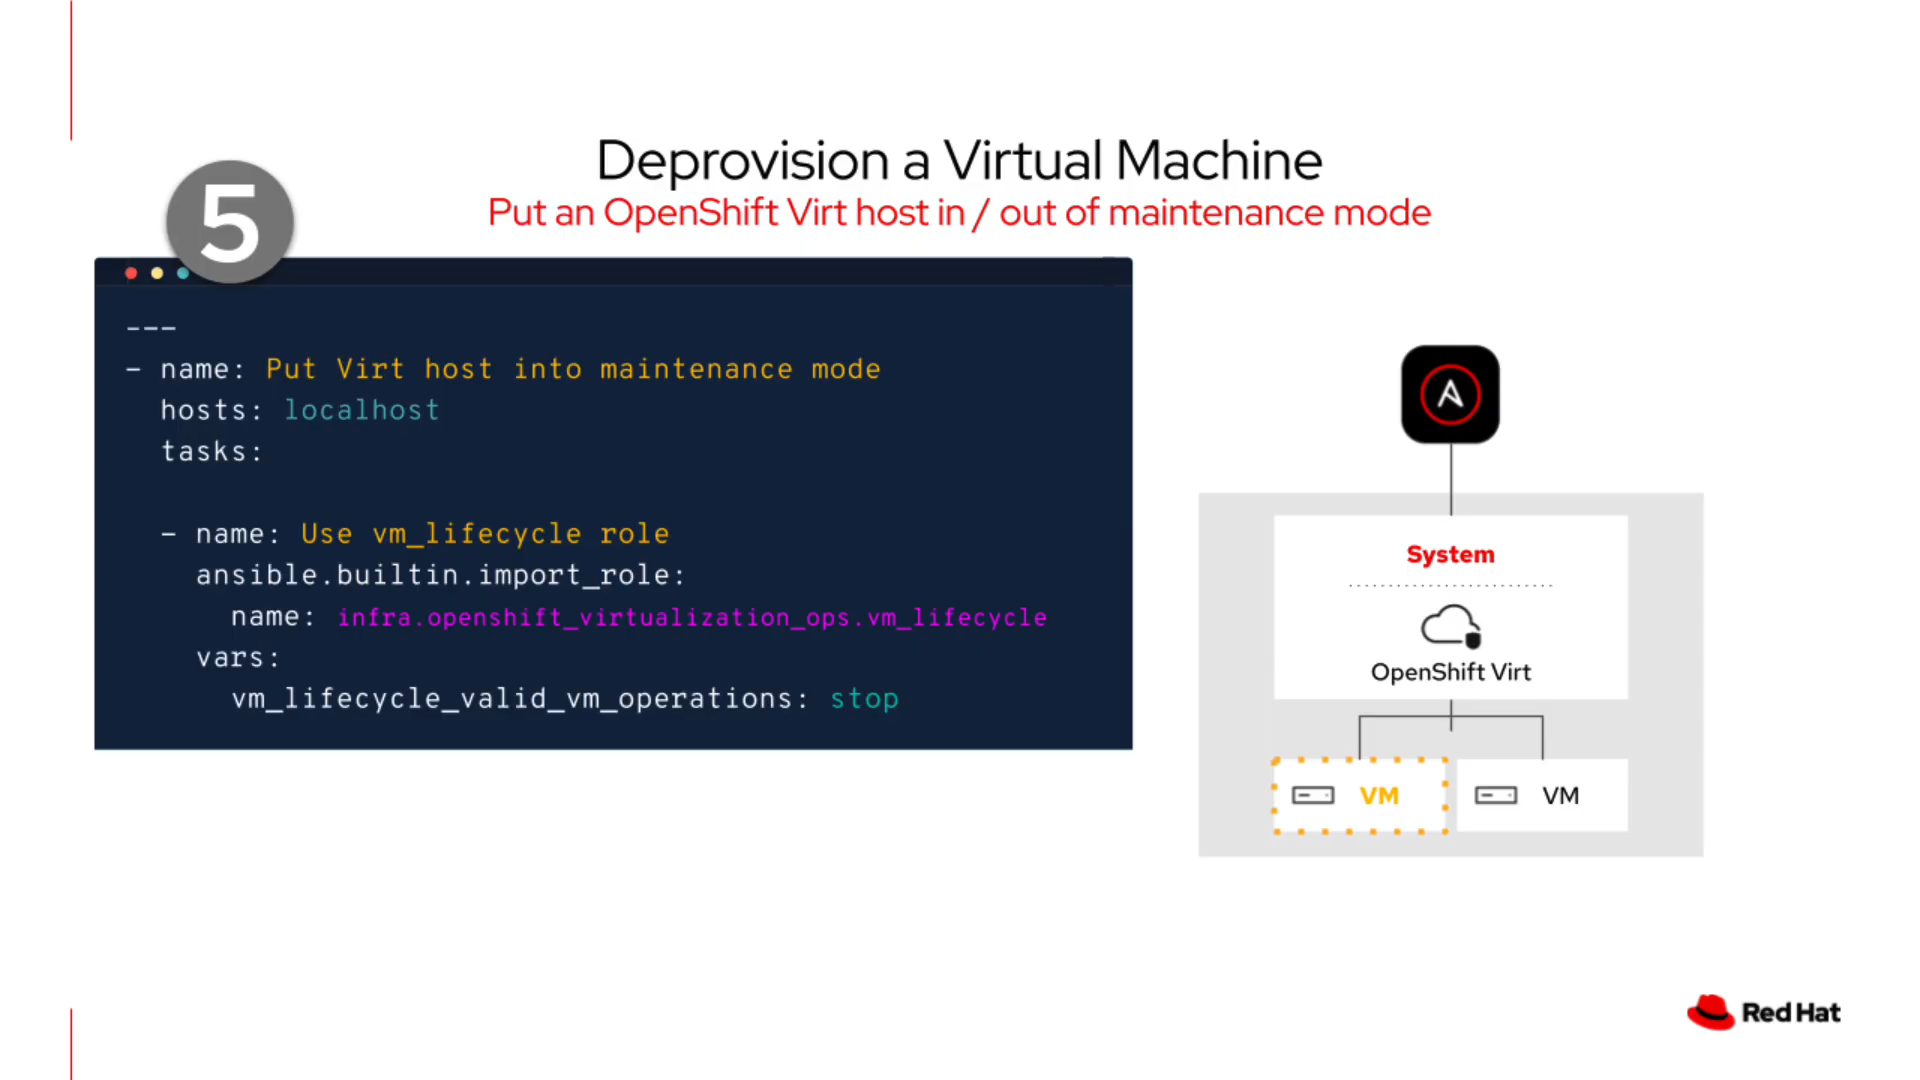 Deprovision a Virtual Machine
Put an OpenShift Virt host in / out of maintenance mode
5
---
- name: Put Virt host into maintenance mode
hosts: localhost
tasks:
- name: Use vm_lifecycle role
ansible.builtin.import_role:
name: infra.openshift_virtualization_ops.vm_lifecycle
vars:
vm_lifecycle_valid_vm_operations: stop
System
OpenShift Virt
VM
VM
Red Hat